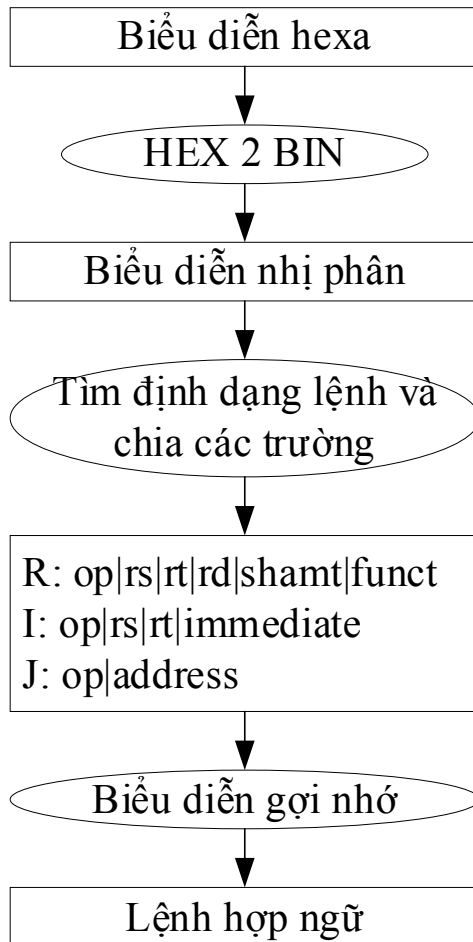 Biểu diễn hexa
HEX 2 BIN
Biểu diễn nhị phân
Tìm định dạng lệnh và
chia các trường
R: op|rs|rt|rd|shamt|funct
I: op|rs|rt|immediate
J: op|address
Biểu diễn gợi nhớ
Lệnh hợp ngữ